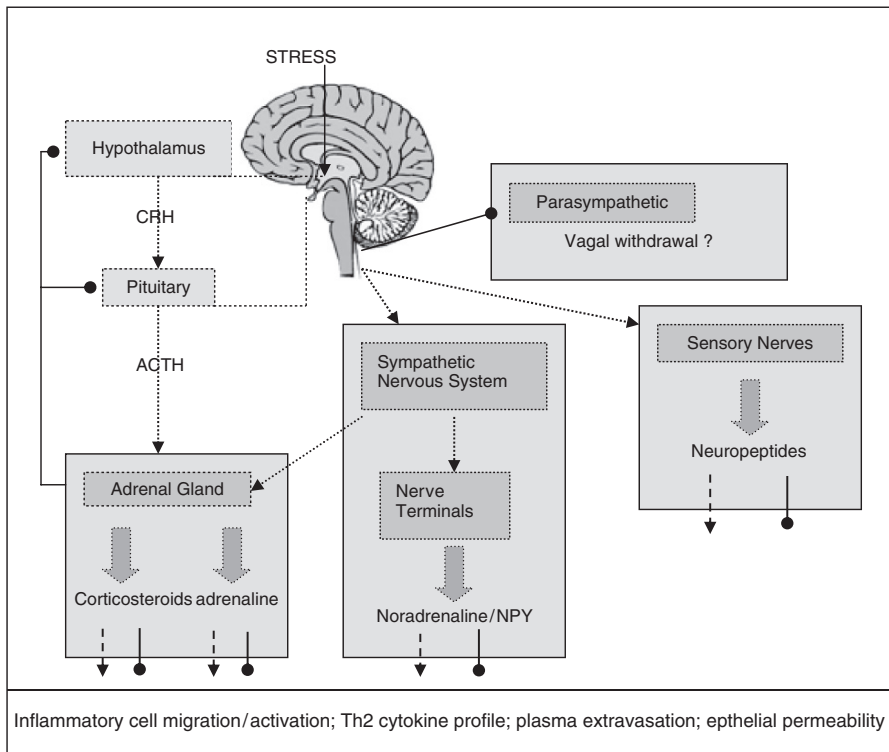 STRESS
Hypothalamus
CRH
Pituitary
ACTH
Adrenal Gland
Corticosteroids adrenaline
Parasympathetic
Vagal withdrawal ?
Sympathetic
Nervous System
Nerve
Terminals
Noradrenaline/NPY
Sensory Nerves
Neuropeptides
Inflammatory cell migration/activation; Th2 cytokine profile; plasma extravasation; epthelial permeability